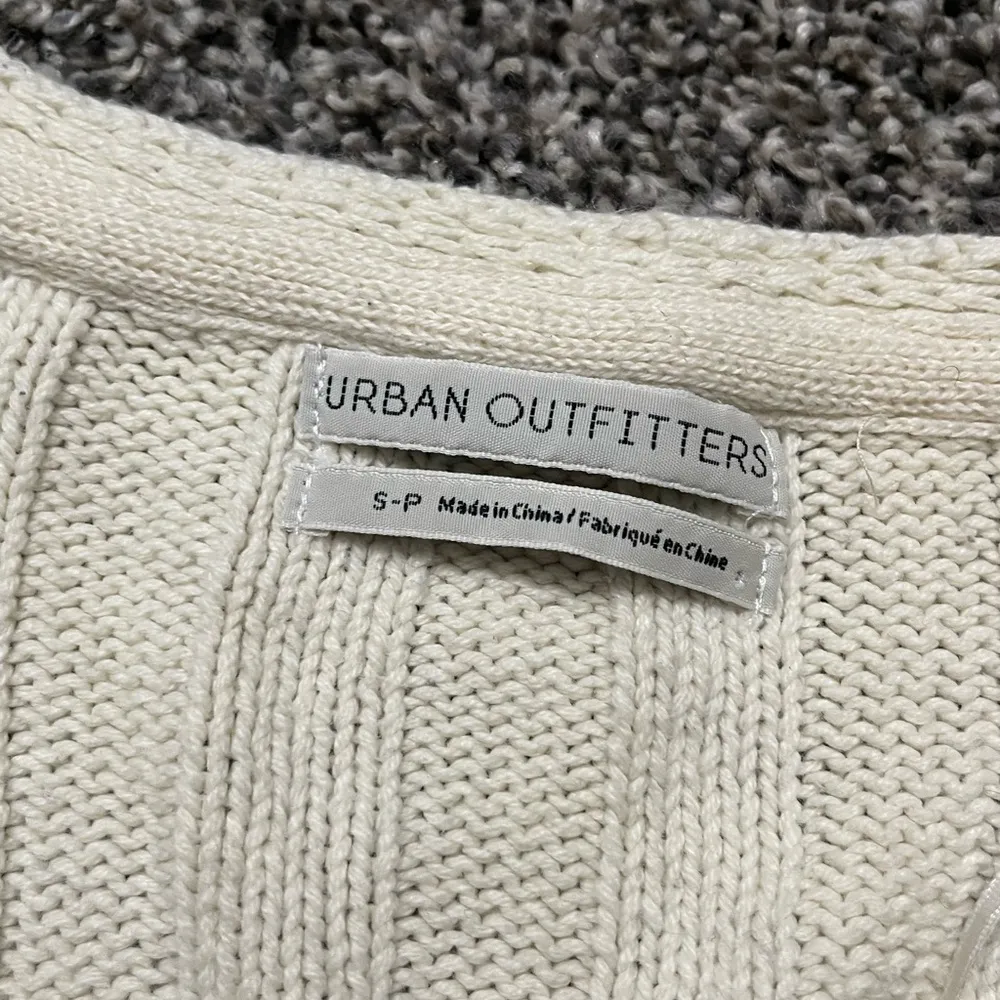 URBAN OUTFITTERS
S-P Made in China / Fabriqué en Chine